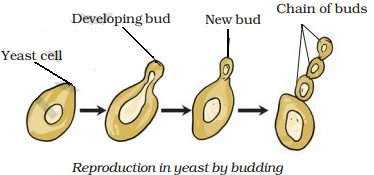 Chain of buds
Developing bud
New bud
Yeast cell
Reproduction in yeast by budding